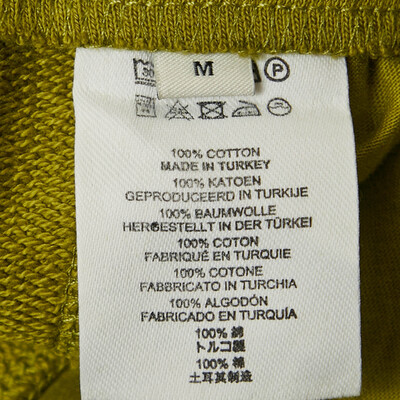 M
30
P
100% COTTON
MADE IN TURKEY
100% KATOEN
GEPRODUCEERD IN TURKIJE
100% BAUMWOLLE
HERGESTELLT IN DER TÜRKEI
100% COTON
FABRIQUÉ EN TURQUIE
100% COTONE
FABBRICATO IN TURCHIA
100% ALGODÓN
FABRICADO EN TURQUÍA
100% 綿
トルコ製
100% 棉
土耳其制造